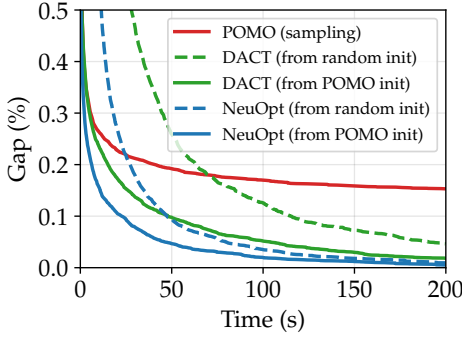 0.5
0.4
0.3
0.2
0.1
0.0
Gap (%)
POMO (sampling)
DACT (from random init)
DACT (from POMO init)
NeuOpt (from random init)
NeuOpt (from POMO init)
0 50 100 150 200
Time (s)